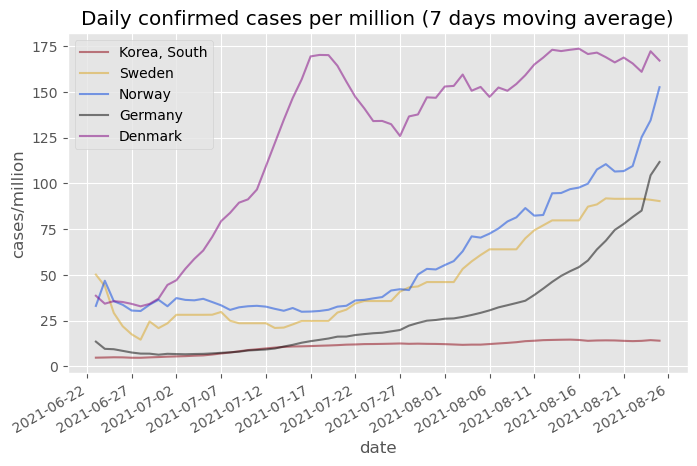 Daily confirmed cases per million (7 days moving average)
175
150
125
100
75
50
25
0
cases/million
Korea, South
Sweden
Norway
Germany
Denmark
2021-06-22
2021-06-27
2021-07-02
2021-07-07
2021-07-12
2021-07-17
2021-07-22
2021-07-27
2021-08-01
2021-08-06
2021-08-11
2021-08-16
2021-08-21
2021-08-26
date